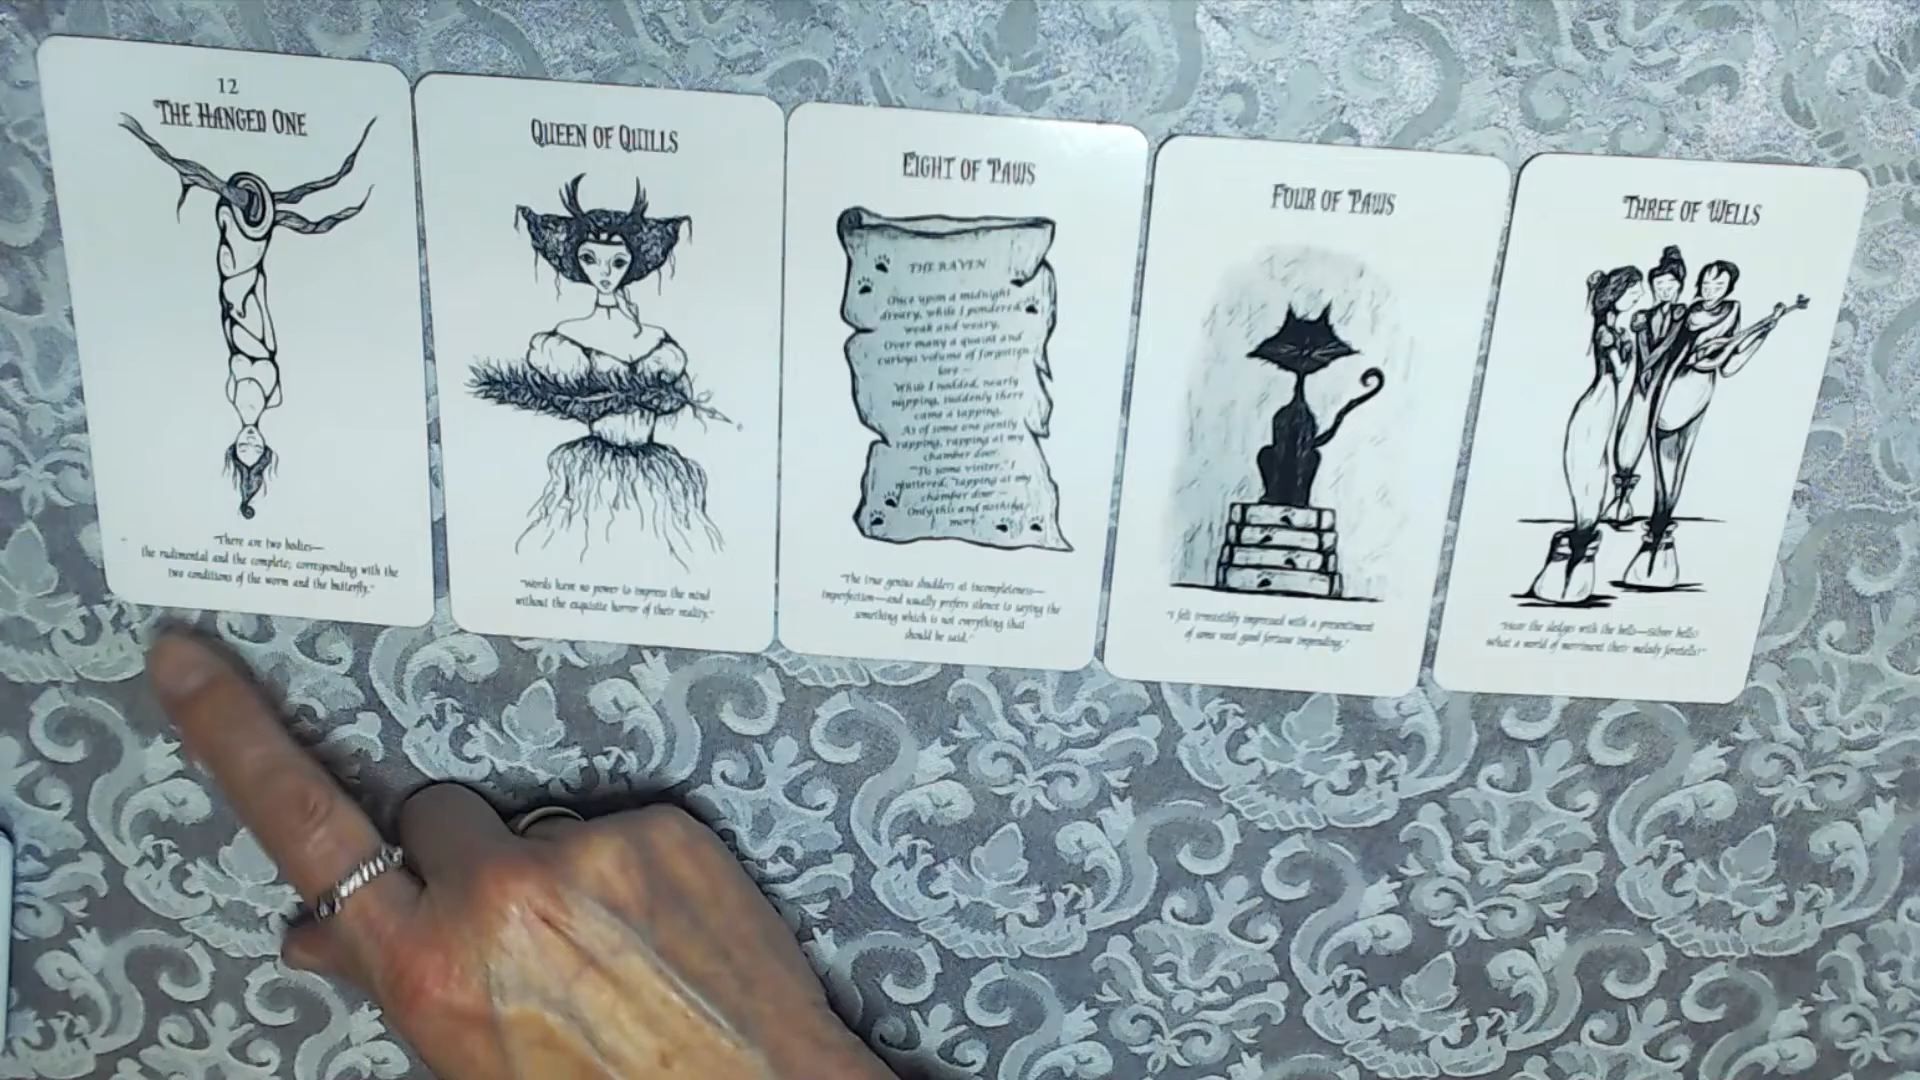 12
THE HANGED ONE
"There are two bodies—
the rudimental and the complete; corresponding with the
two conditions of the worm and the butterfly."
QUEEN OF QUILLS
"Words have no power to impress the mind
without the exquisite horror of their reality."
EIGHT OF PAWS
THE RAVEN
Once upon a midnight
dreary, while I pondered,
weak and weary,
Over many a quaint and
curious volume of forgotten
lore —
While I nodded, nearly
napping, suddenly there
came a tapping,
As of some one gently
rapping, rapping at my
chamber door.
"'Tis some visiter," I
muttered, "tapping at my
chamber door —
Only this and nothing
more."
"The true genius shudders at incompleteness—
imperfection—and usually prefers silence to saying the
something which is not everything that
should be said."
FOUR OF PAWS
"I felt irresistibly impressed with a presentiment
of some vast good fortune impending."
THREE OF WELLS
"Hear the sledges with the bells—silver bells!
What a world of merriment their melody foretells!"